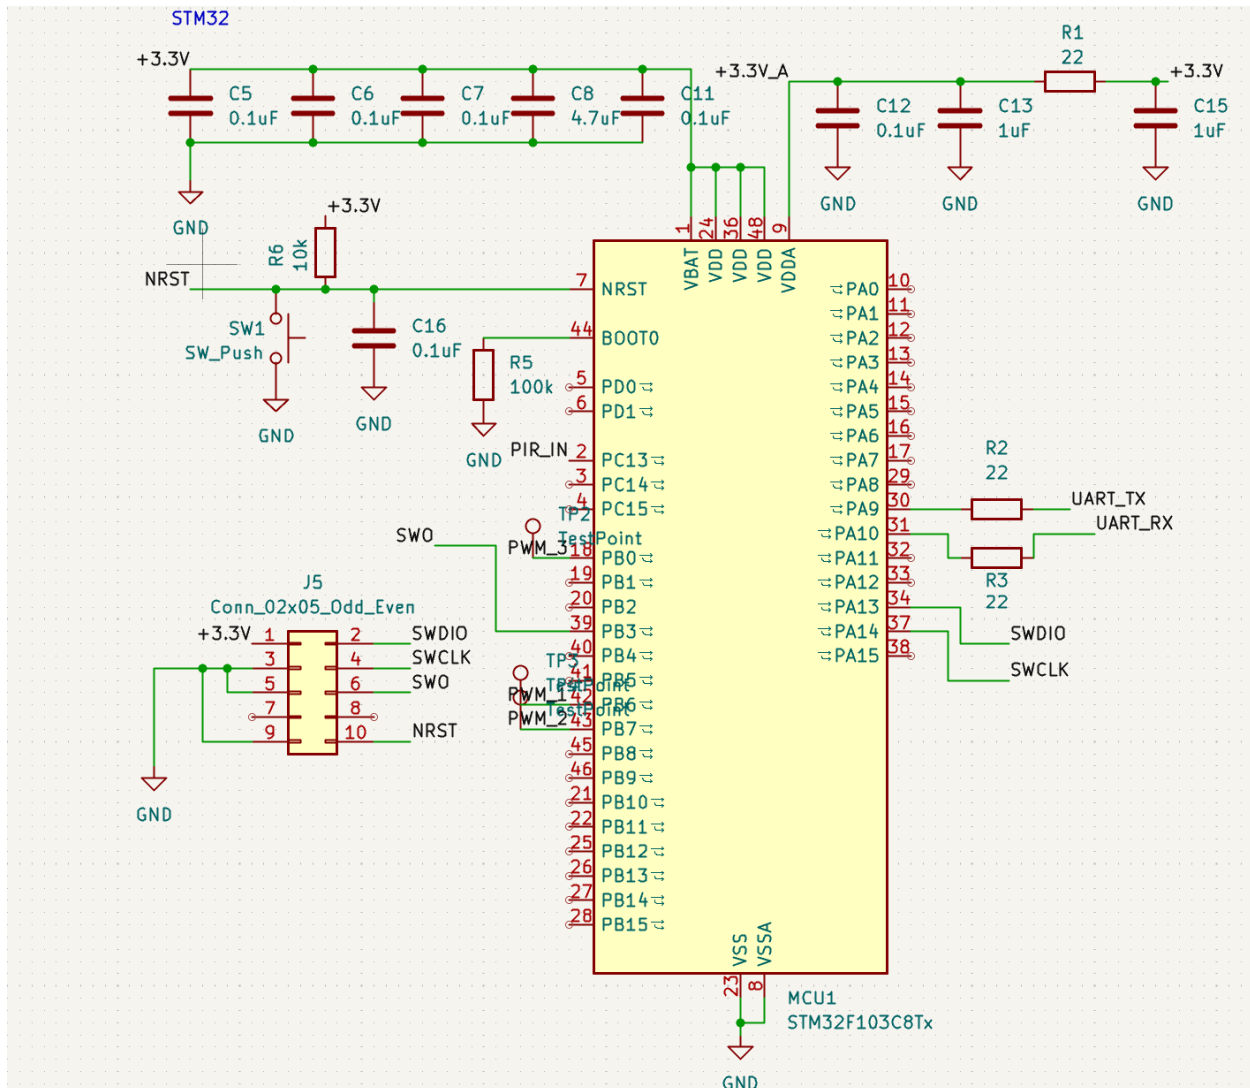 STM32
+3.3V
C5
0.1uF
C6
0.1uF
C7
0.1uF
C8
4.7uF
C11
0.1uF
GND
+3.3V_A
C12
0.1uF
GND
C13
1uF
GND
R1
22
+3.3V
C15
1uF
GND
+3.3V
R6
10k
NRST
SW1
SW_Push
GND
C16
0.1uF
GND
R5
100k
GND
PIR_IN
TP2
TestPoint
PWM_3
SWO
TP3
TestPoint
PWM_1
TestPoint
PWM_2
J5
Conn_02x05_Odd_Even
+3.3V
1
2
SWDIO
3
4
SWCLK
5
6
SWO
7
8
9
10
NRST
GND
1
VBAT
24
VDD
36
VDD
48
VDD
9
VDDA
7
NRST
44
BOOT0
5
PD0
6
PD1
2
PC13
3
PC14
4
PC15
18
PB0
19
PB1
20
PB2
39
PB3
40
PB4
41
PB5
42
PB6
43
PB7
45
PB8
46
PB9
21
PB10
22
PB11
25
PB12
26
PB13
27
PB14
28
PB15
PA0
10
PA1
11
PA2
12
PA3
13
PA4
14
PA5
15
PA6
16
PA7
17
PA8
29
PA9
30
PA10
31
PA11
32
PA12
33
PA13
34
PA14
37
PA15
38
R2
22
UART_TX
UART_RX
R3
22
SWDIO
SWCLK
VSS
23
VSSA
8
MCU1
STM32F103C8Tx
GND